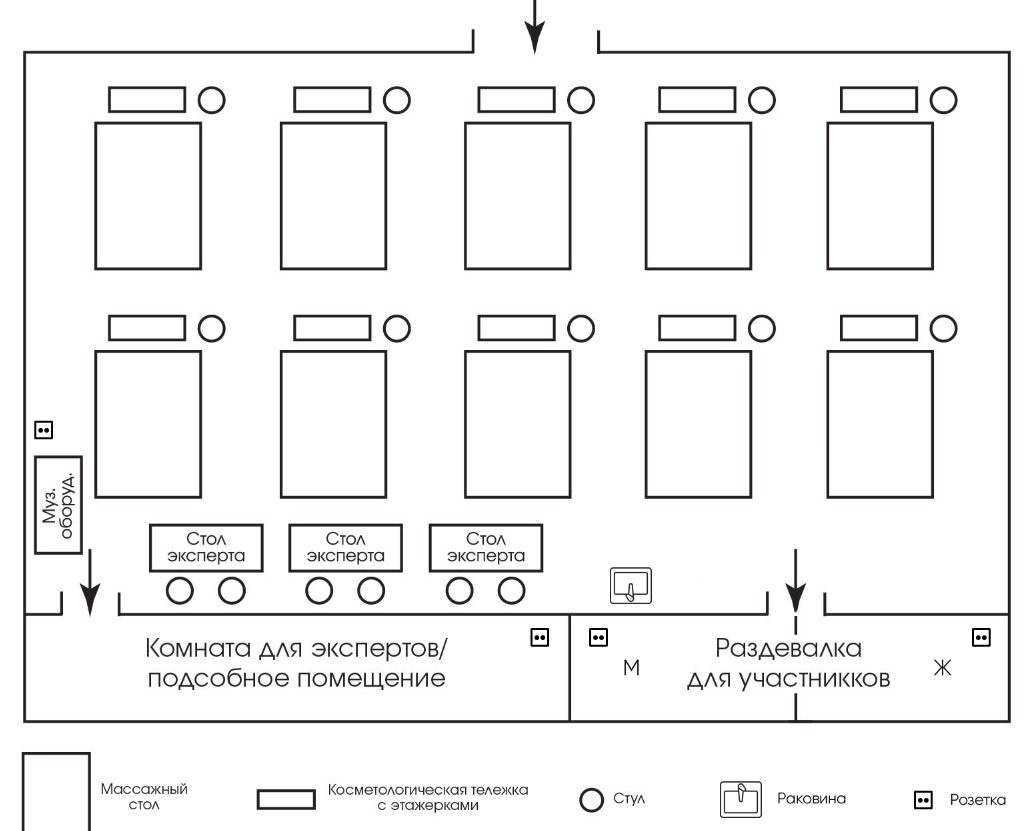 Муз.
оборуд.
Стол
эксперта
Стол
эксперта
Стол
эксперта
Комната для экспертов/
подсобное помещение
М
Раздевалка
для участникков
Ж
Массажный
стол
Косметологическая тележка
с этажерками
Стул
Раковина
Розетка